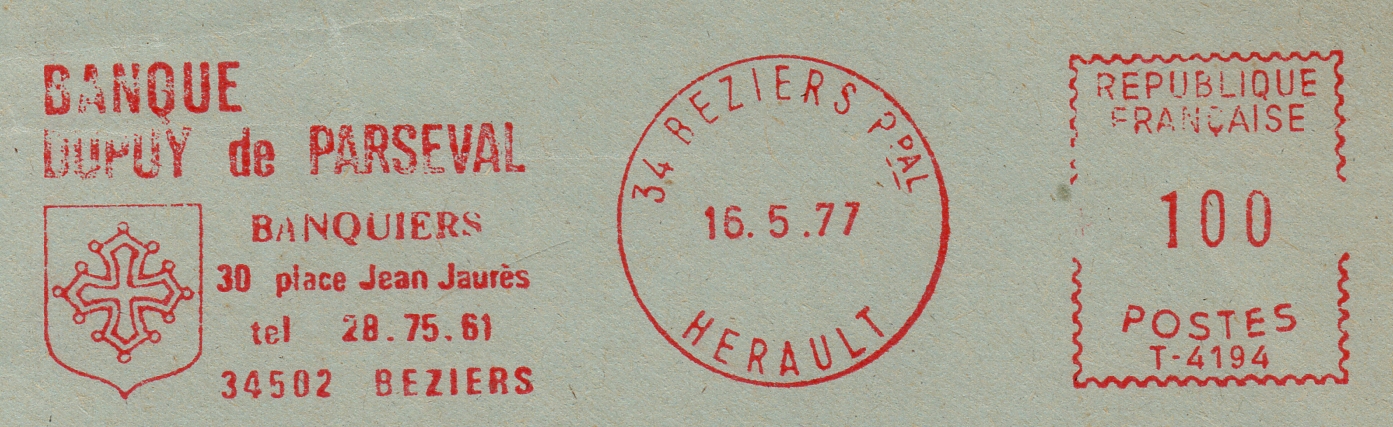 BANQUE
DUPUY de PARSEVAL
BANQUIERS
30 place Jean Jaurès
tel 28.75.61
34502 BEZIERS
34 BEZIERS PPAL
16.5.77
HERAULT
REPUBLIQUE
FRANÇAISE
100
POSTES
T-4194